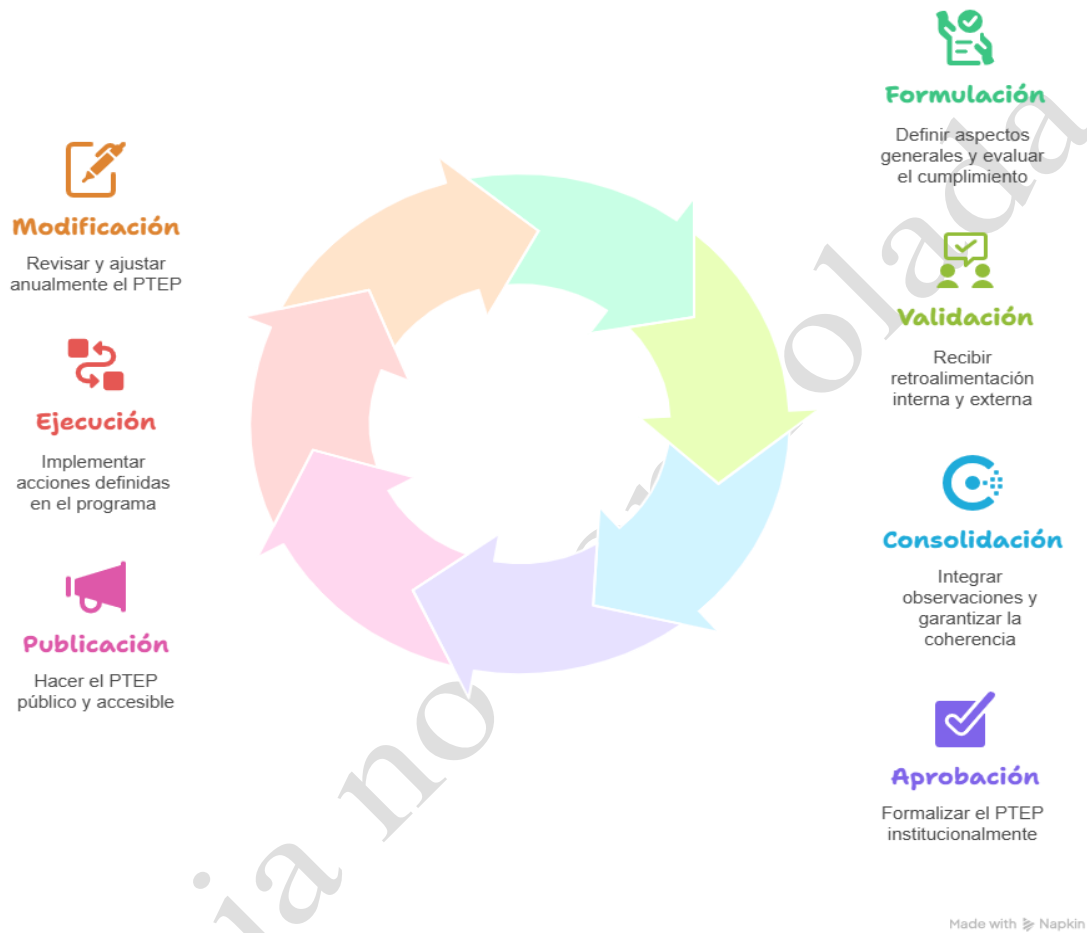 Formulación
Definir aspectos
generales y evaluar
el cumplimiento
Validación
Recibir
retroalimentación
interna y externa
Consolidación
Integrar
observaciones y
garantizar la
coherencia
Aprobación
Formalizar el PTEP
institucionalmente
Publicación
Hacer el PTEP
público y accesible
Ejecución
Implementar
acciones definidas
en el programa
Modificación
Revisar y ajustar
anualmente el PTEP
Made with Napkin